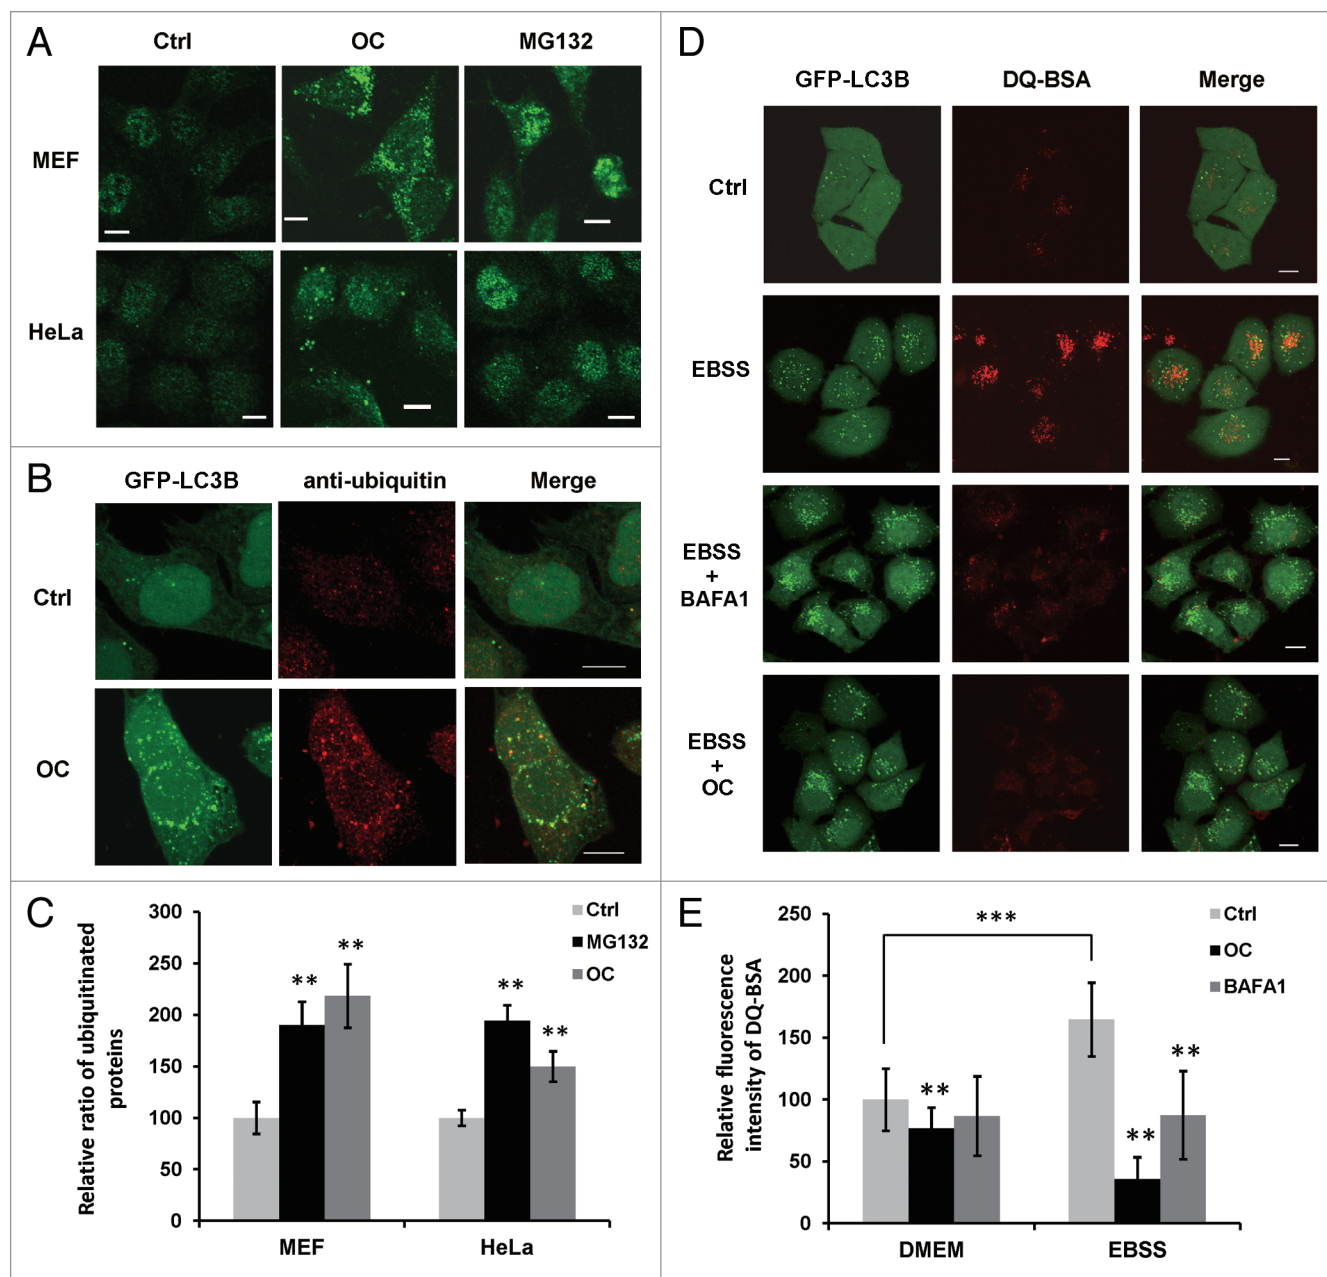 A
Ctrl OC MG132
MEF
HeLa
B
GFP-LC3B anti-ubiquitin Merge
Ctrl
OC
C
Relative ratio of ubiquitinated
proteins
300
250
200
150
100
50
0
** **
** **
Ctrl
MG132
OC
MEF HeLa
D
GFP-LC3B DQ-BSA Merge
Ctrl
EBSS
EBSS
+
BAFA1
EBSS
+
OC
E
Relative fluorescence
intensity of DQ-BSA
250
200
150
100
50
0
***
**
**
**
Ctrl
OC
BAFA1
DMEM EBSS